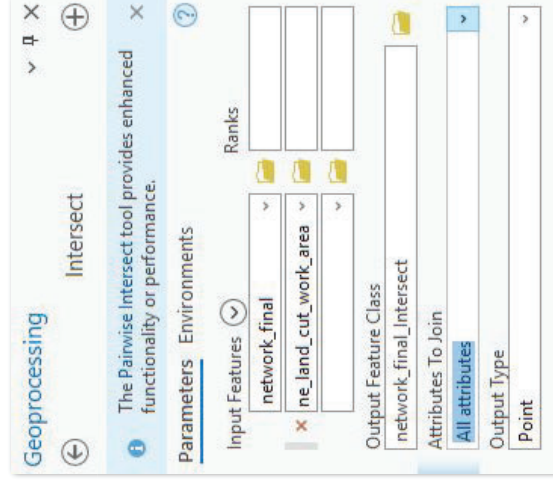 Geoprocessing
Intersect
The Pairwise Intersect tool provides enhanced
functionality or performance.
Parameters Environments
Input Features Ranks
network_final
ne_land_cut_work_area
Output Feature Class
network_final_Intersect
Attributes To Join
All attributes
Output Type
Point